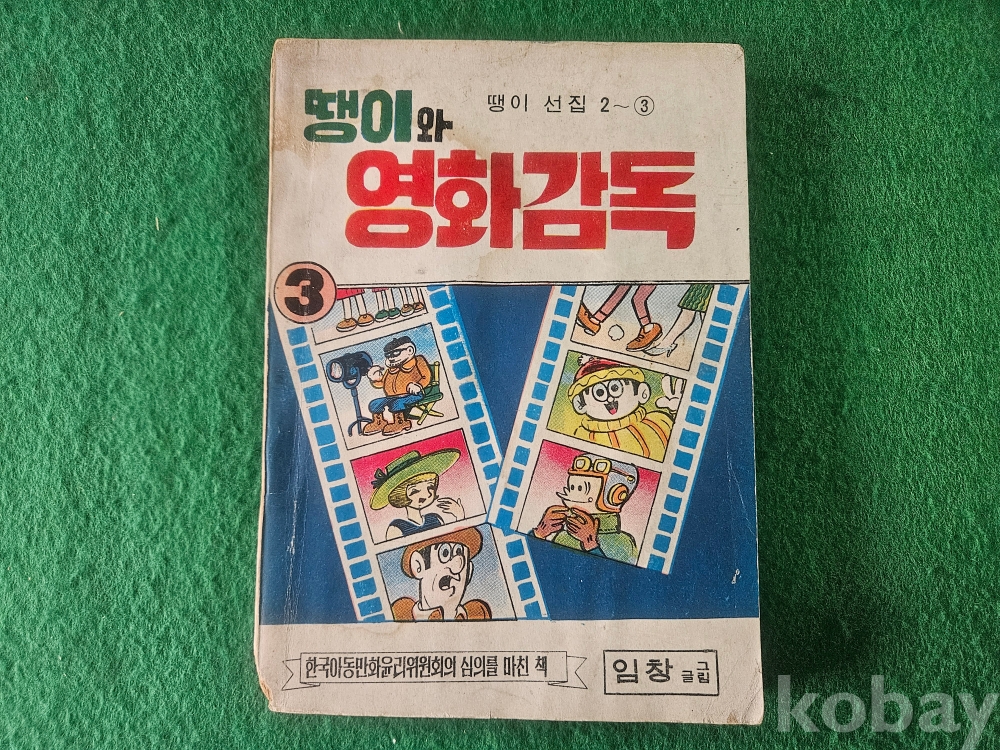 땡이 선집 2~③
땡이와
영화감독
3
한국아동만화윤리위원회의 심의를 마친 책
임창 글 그림
kobay